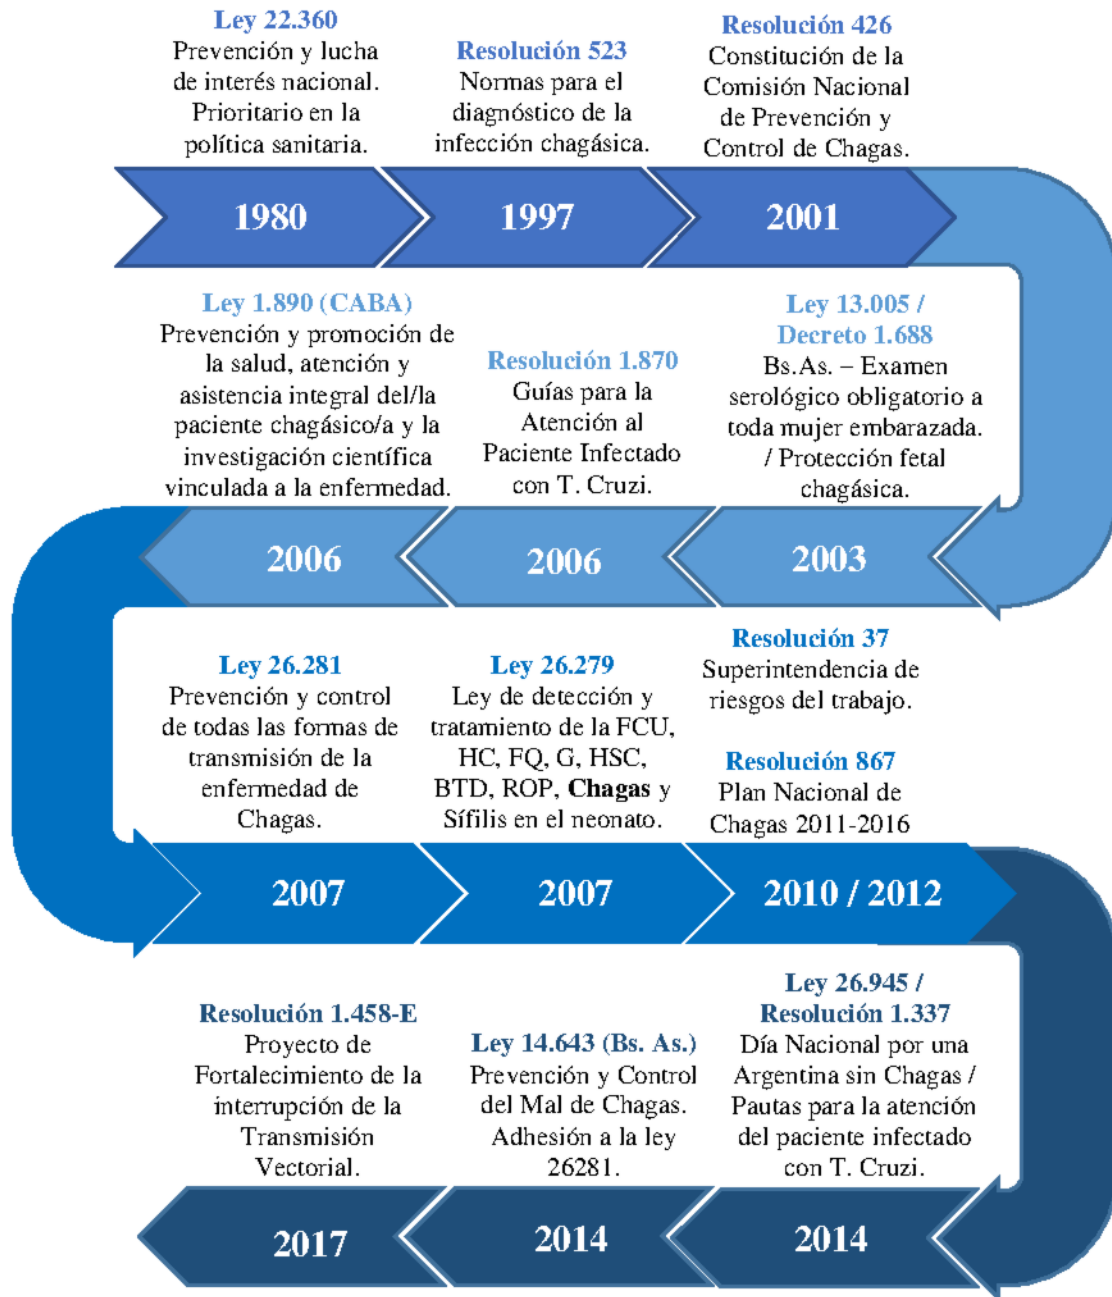 Ley 22.360
Prevención y lucha
de interés nacional.
Prioritario en la
política sanitaria.
Resolución 523
Normas para el
diagnóstico de la
infección chagásica.
Resolución 426
Constitución de la
Comisión Nacional
de Prevención y
Control de Chagas.
1980
1997
2001
Ley 13.005 /
Decreto 1.688
Bs.As. – Examen
serológico obligatorio a
toda mujer embarazada.
/ Protección fetal
chagásica.
Resolución 1.870
Guías para la
Atención al
Paciente Infectado
con T. Cruzi.
Ley 1.890 (CABA)
Prevención y promoción de
la salud, atención y
asistencia integral del/la
paciente chagásico/a y la
investigación científica
vinculada a la enfermedad.
2003
2006
2006
Ley 26.281
Prevención y control
de todas las formas de
transmisión de la
enfermedad de
Chagas.
Ley 26.279
Ley de detección y
tratamiento de la FCU,
HC, FQ, G, HSC,
BTD, ROP, Chagas y
Sífilis en el neonato.
Resolución 37
Superintendencia de
riesgos del trabajo.
Resolución 867
Plan Nacional de
Chagas 2011-2016
2007
2007
2010 / 2012
Ley 26.945 /
Resolución 1.337
Día Nacional por una
Argentina sin Chagas /
Pautas para la atención
del paciente infectado
con T. Cruzi.
Ley 14.643 (Bs. As.)
Prevención y Control
del Mal de Chagas.
Adhesión a la ley
26281.
Resolución 1.458-E
Proyecto de
Fortalecimiento de la
interrupción de la
Transmisión
Vectorial.
2014
2014
2017